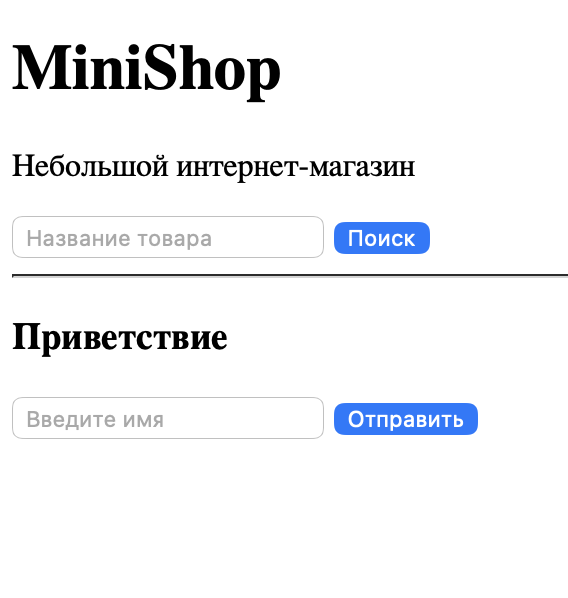 MiniShop
Небольшой интернет-магазин
Название товара Поиск
Приветствие
Введите имя Отправить